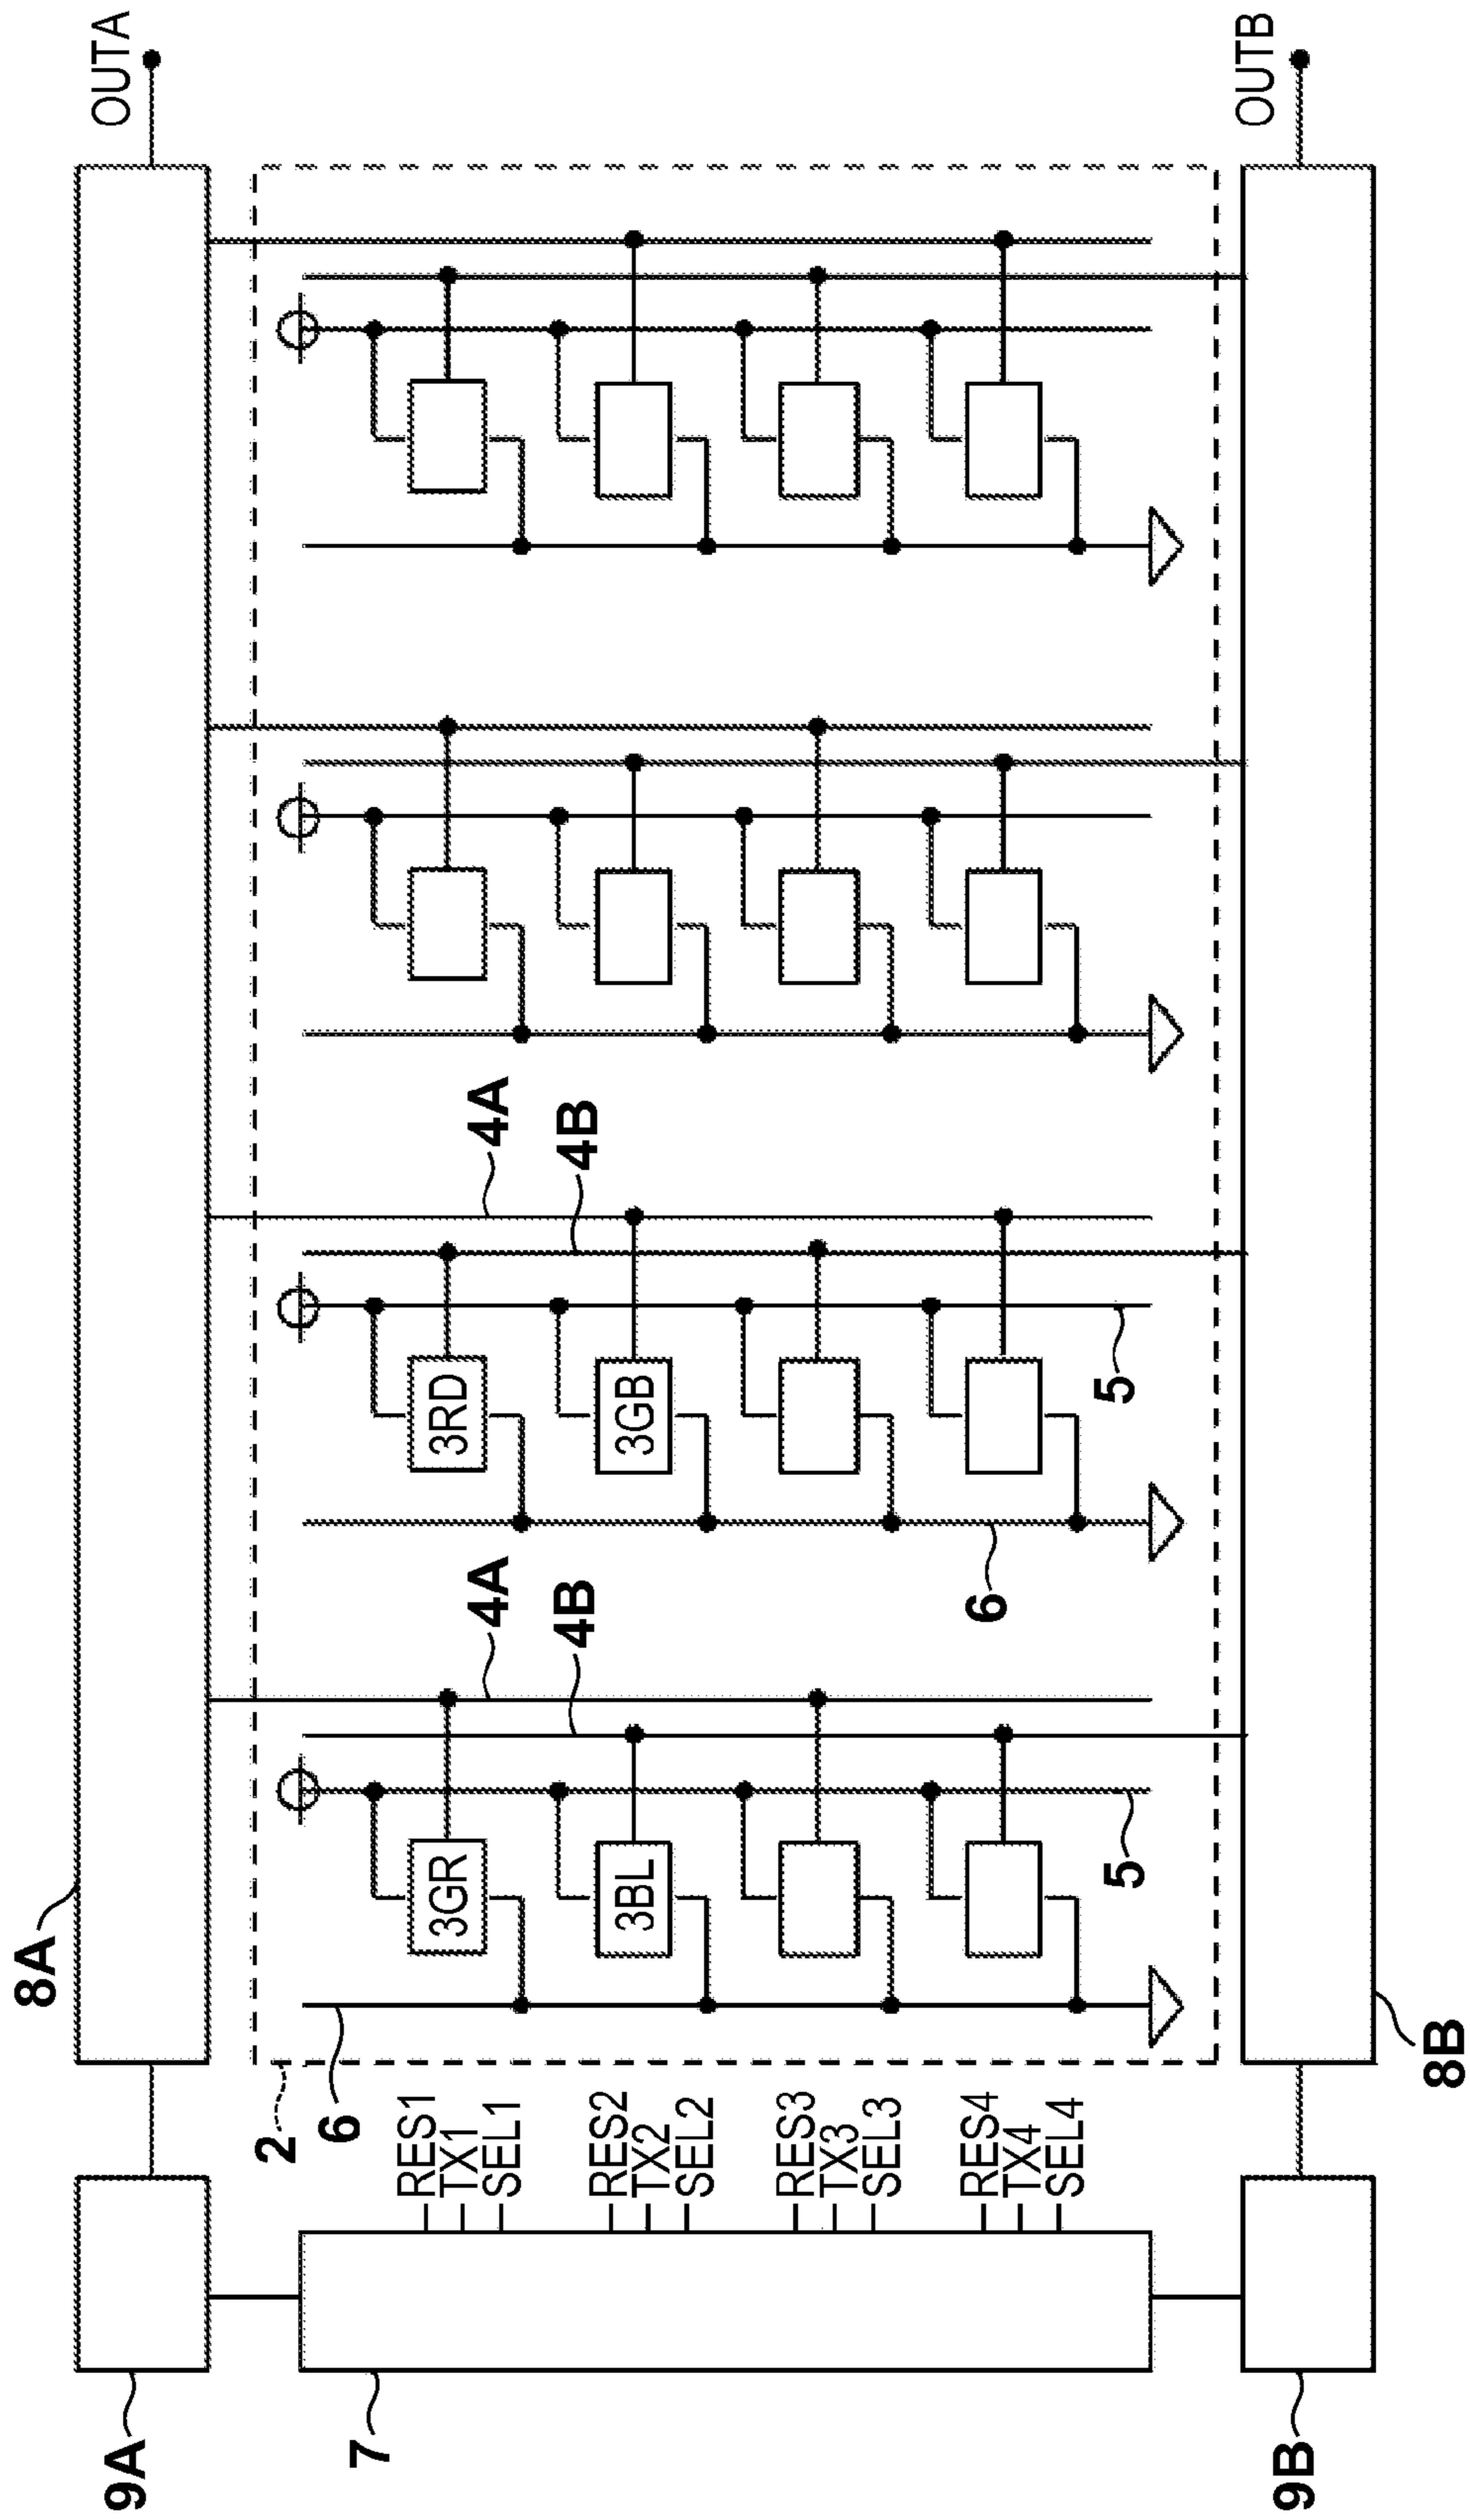 9A
8A
OUTA
7
2
6
RES1
TX1
SEL1
RES2
TX2
SEL2
RES3
TX3
SEL3
RES4
TX4
SEL4
3GR
3BL
4A
4B
5
3RD
3GB
4A
4B
6
5
9B
8B
OUTB